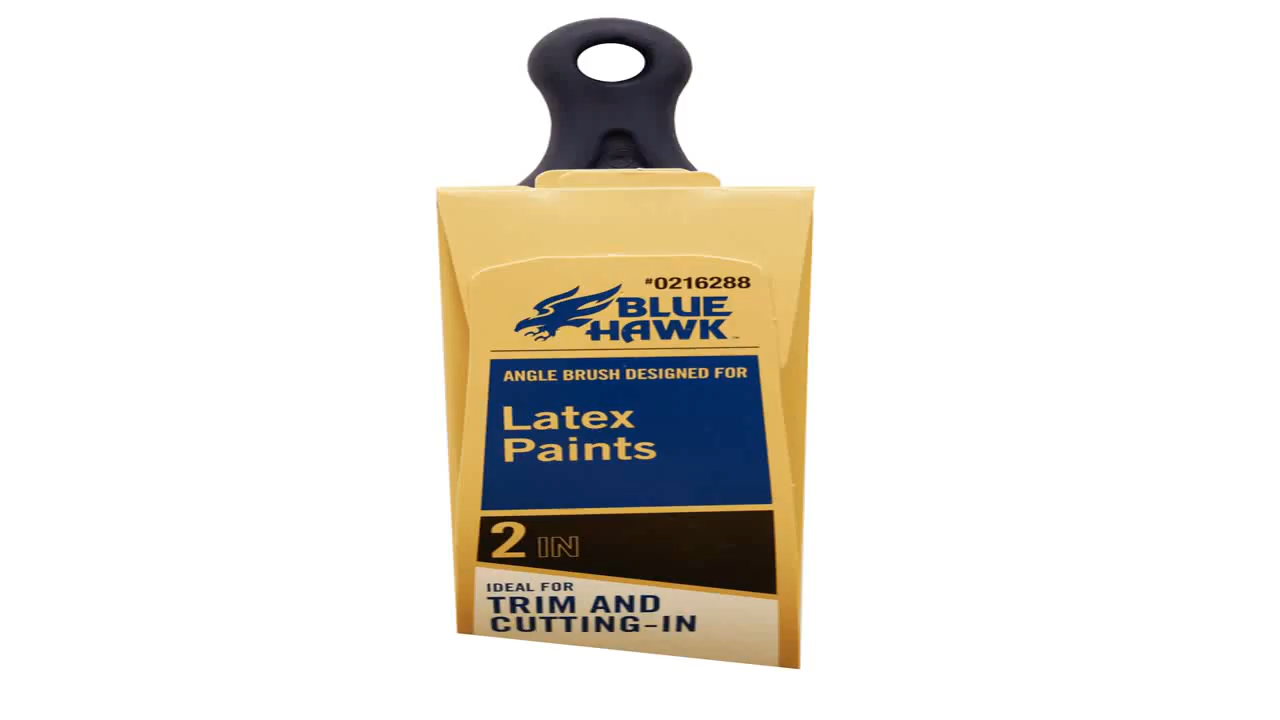 #0216288
BLUE
HAWK
ANGLE BRUSH DESIGNED FOR
Latex
Paints
2 IN
IDEAL FOR
TRIM AND
CUTTING-IN